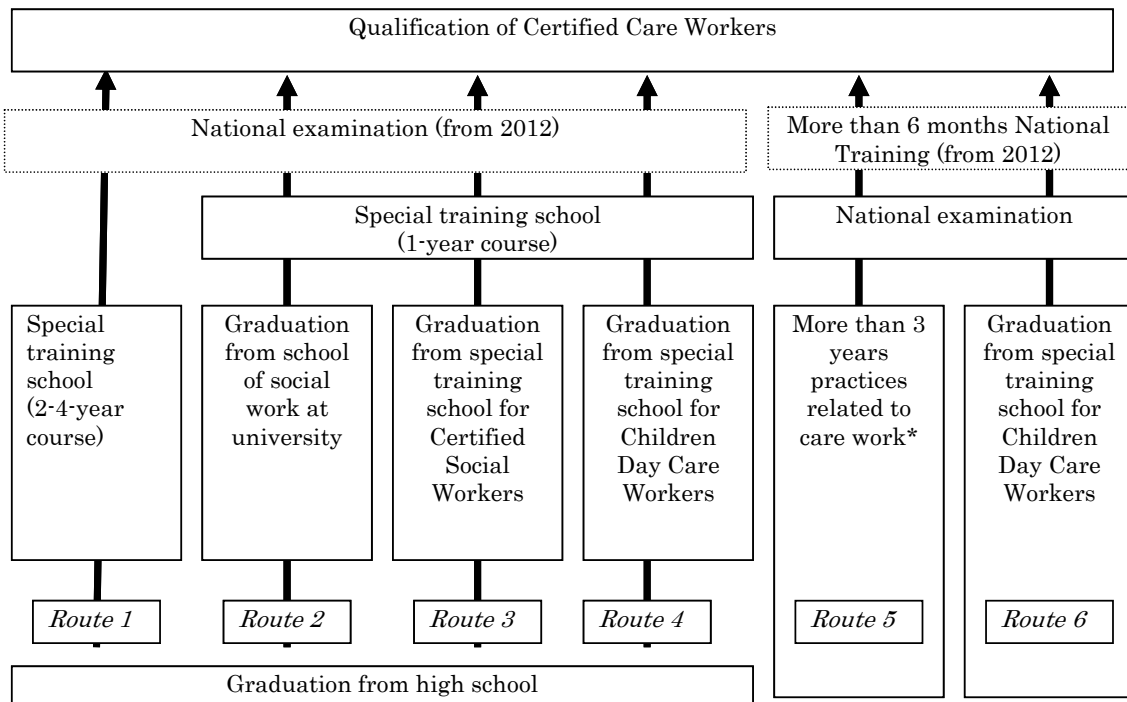 Qualification of Certified Care Workers
National examination (from 2012)
More than 6 months National
Training (from 2012)
Special training school
(1-year course)
National examination
Special
training
school
(2-4-year
course)
Graduation
from school
of social
work at
university
Graduation
from special
training
school for
Certified
Social
Workers
Graduation
from special
training
school for
Children
Day Care
Workers
More than 3
years
practices
related to
care work*
Graduation
from special
training
school for
Children
Day Care
Workers
Route 1
Route 2
Route 3
Route 4
Route 5
Route 6
Graduation from high school